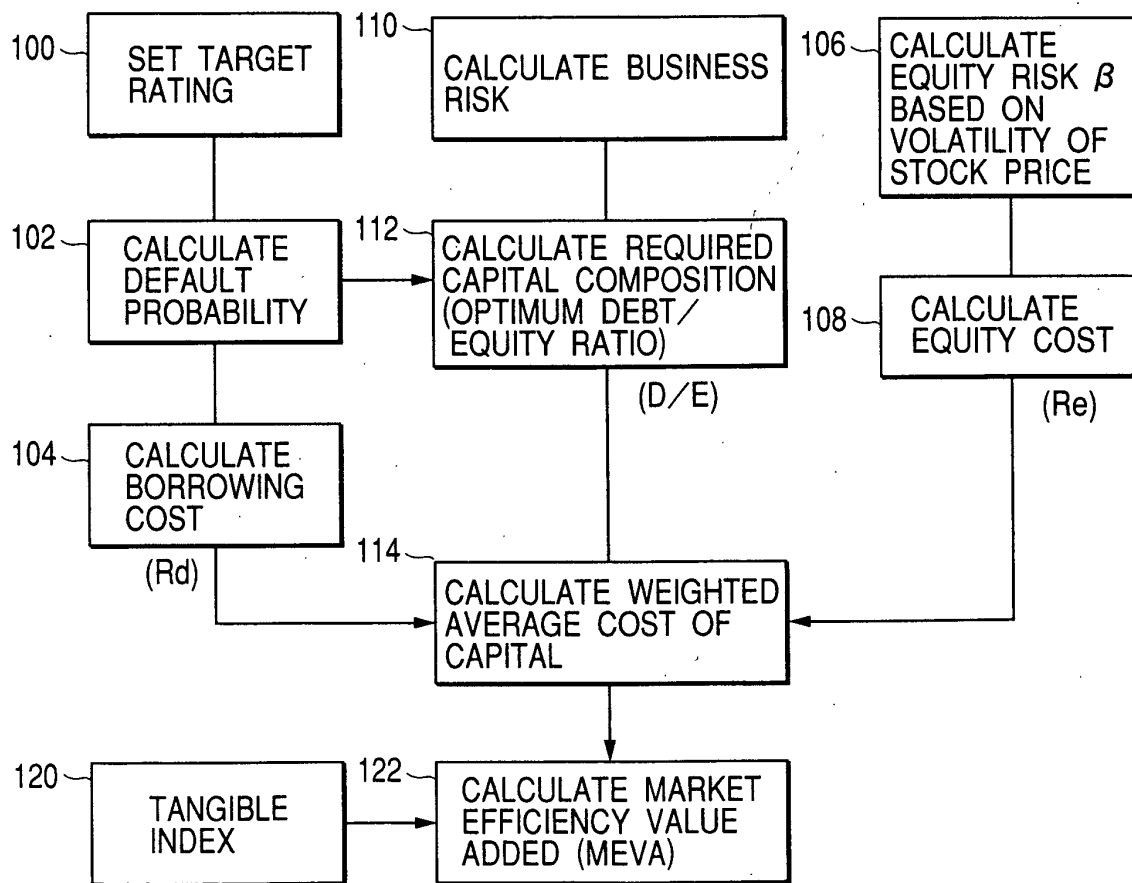 100
SET TARGET
RATING
110
CALCULATE BUSINESS
RISK
106
CALCULATE
EQUITY RISK β
BASED ON
VOLATILITY OF
STOCK PRICE
102
CALCULATE
DEFAULT
PROBABILITY
112
CALCULATE REQUIRED
CAPITAL COMPOSITION
(OPTIMUM DEBT/
EQUITY RATIO)
(D/E)
108
CALCULATE
EQUITY COST
(Re)
104
CALCULATE
BORROWING
COST
(Rd)
114
CALCULATE WEIGHTED
AVERAGE COST OF
CAPITAL
120
TANGIBLE
INDEX
122
CALCULATE MARKET
EFFICIENCY VALUE
ADDED (MEVA)